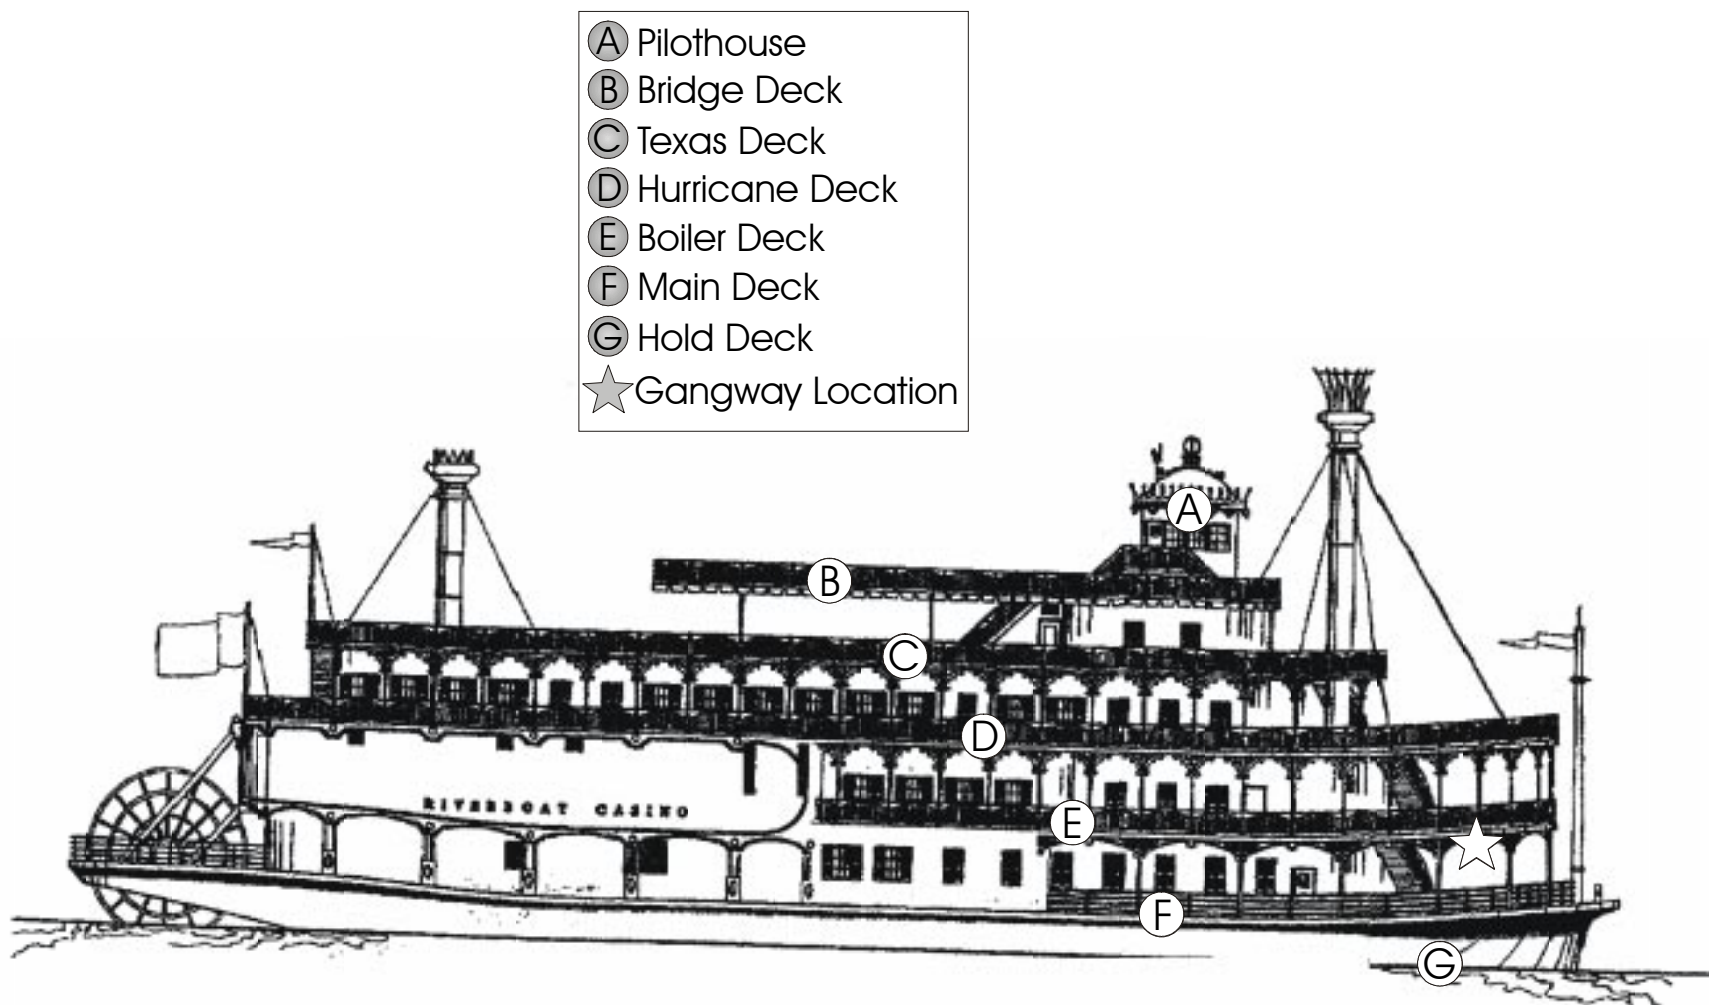 A Pilothouse
B Bridge Deck
C Texas Deck
D Hurricane Deck
E Boiler Deck
F Main Deck
G Hold Deck
Gangway Location
A
B
C
D
RIVERBOAT CASINO
E
F
G